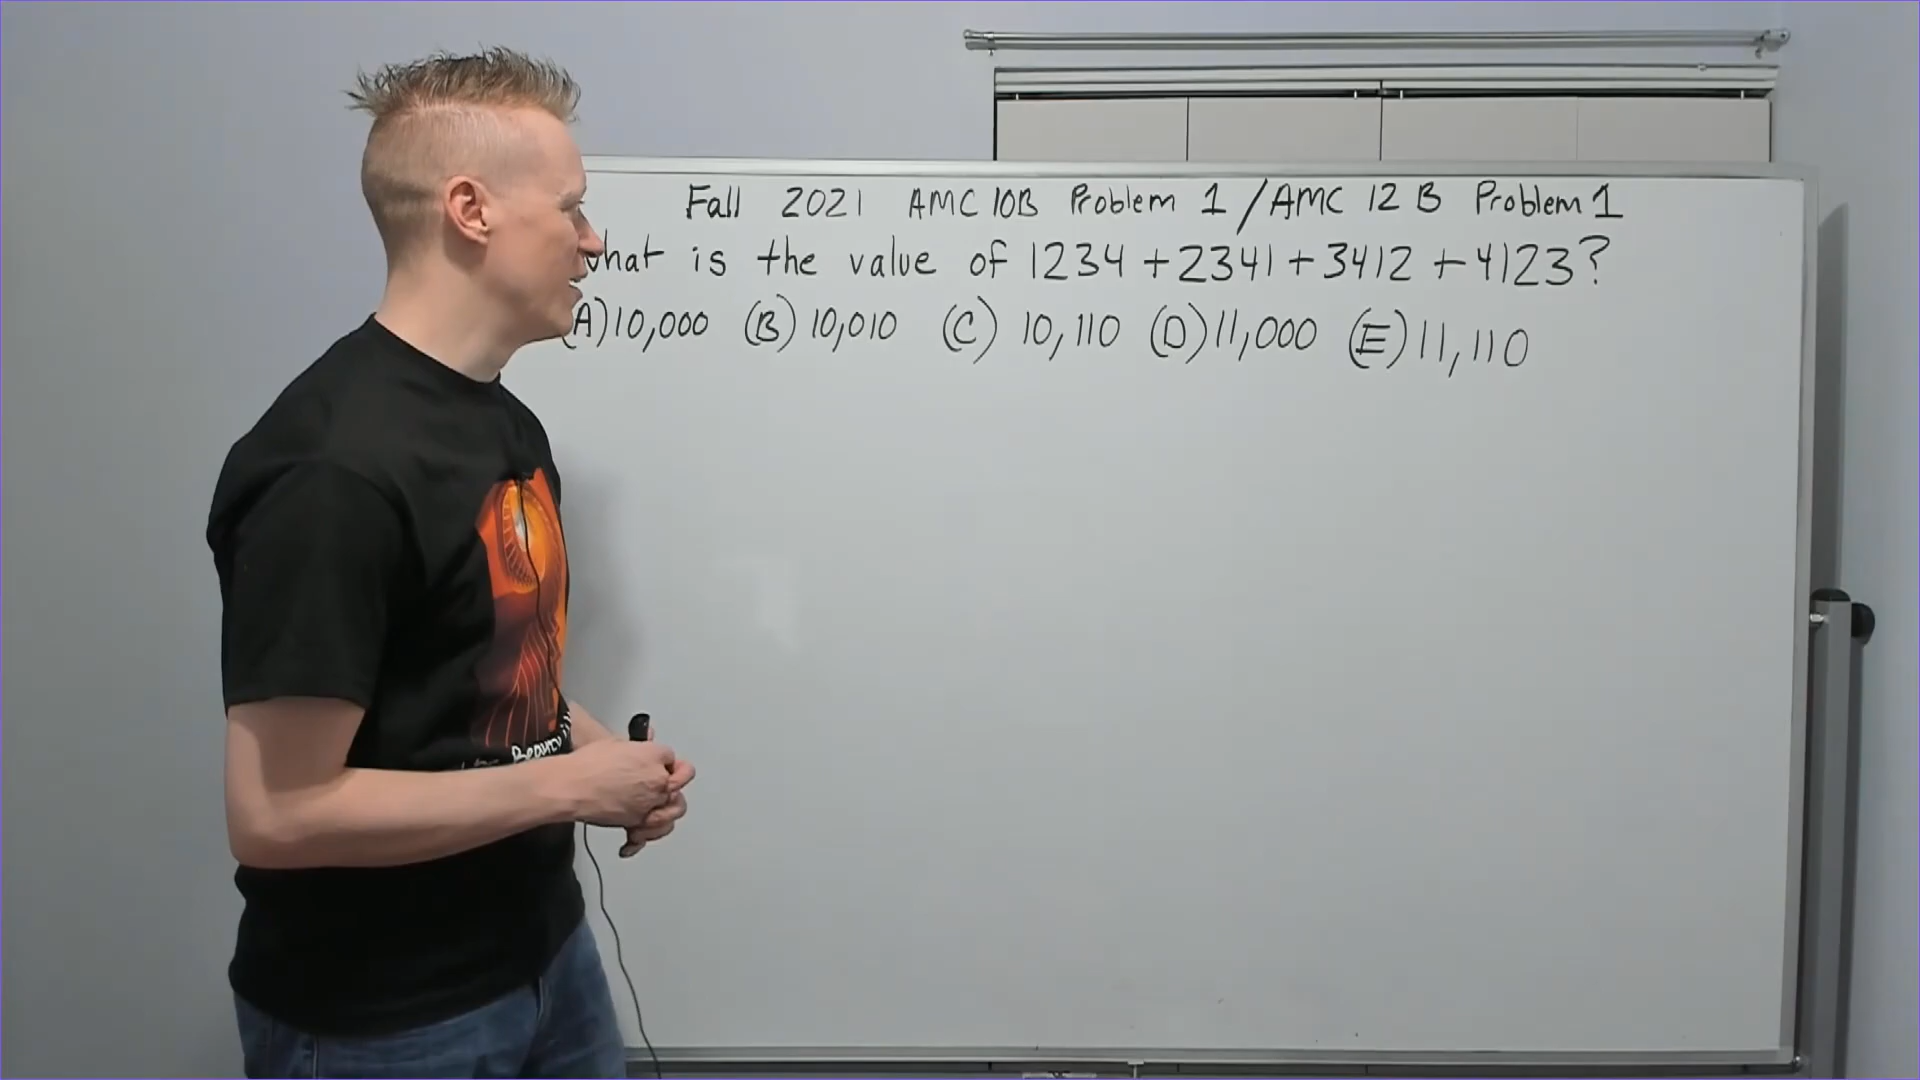 Fall 2021 AMC 10B Problem 1 / AMC 12 B Problem 1
What is the value of 1234 + 2341 + 3412 + 4123?
(A) 10,000 (B) 10,010 (C) 10,110 (D) 11,000 (E) 11,110